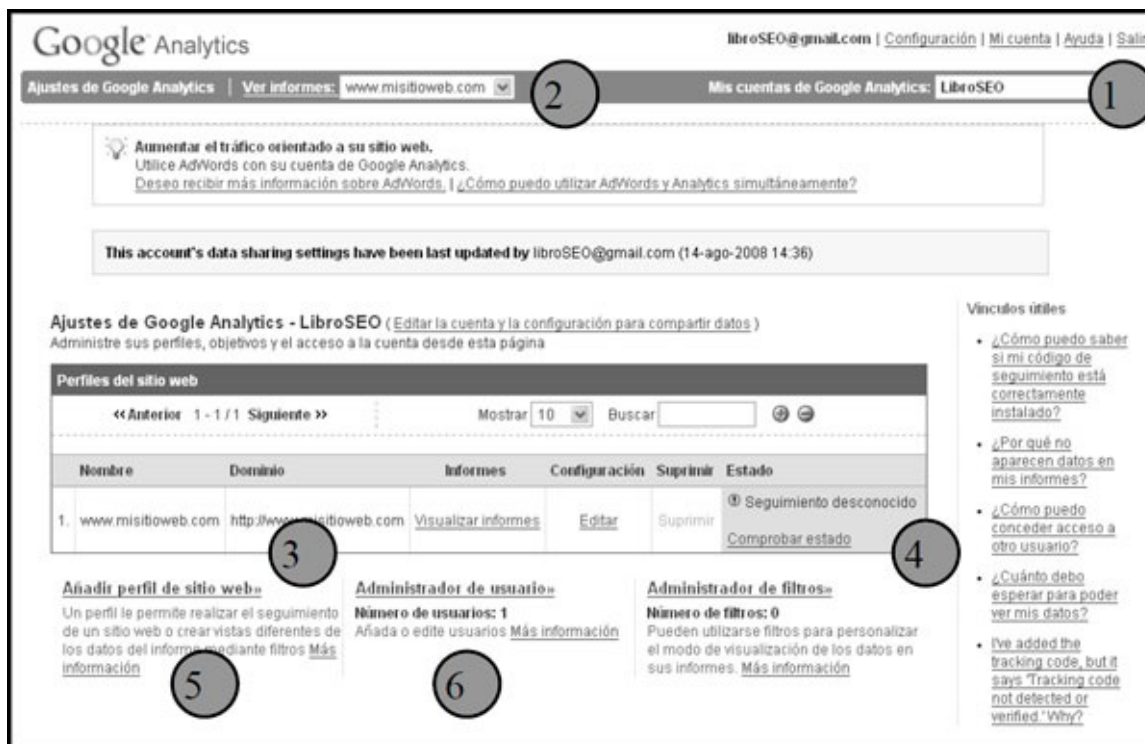 Google Analytics
libroSEO@gmail.com | Configuración | Mi cuenta | Ayuda | Salir
Ajustes de Google Analytics | Ver informes: www.misitioweb.com 2 Mis cuentas de Google Analytics: LibroSEO 1
Aumentar el tráfico orientado a su sitio web.
Utilice AdWords con su cuenta de Google Analytics.
Deseo recibir más información sobre AdWords. | ¿Cómo puedo utilizar AdWords y Analytics simultáneamente?
This account's data sharing settings have been last updated by libroSEO@gmail.com (14-ago-2008 14:36)
Ajustes de Google Analytics - LibroSEO ( Editar la cuenta y la configuración para compartir datos )
Administre sus perfiles, objetivos y el acceso a la cuenta desde esta página
Perfiles del sitio web
«Anterior 1 - 1 / 1 Siguiente » Mostrar 10 Buscar
Nombre Dominio Informes Configuración Suprimir Estado
1. www.misitioweb.com http://www.misitioweb.com Visualizar informes Editar Suprimir Seguimiento desconocido
Comprobar estado
3
4
Añadir perfil de sitio web»
Un perfil le permite realizar el seguimiento
de un sitio web o crear vistas diferentes de
los datos del informe mediante filtros Más
información
5
Administrador de usuario»
Número de usuarios: 1
Añada o edite usuarios Más información
6
Administrador de filtros»
Número de filtros: 0
Pueden utilizarse filtros para personalizar
el modo de visualización de los datos en
sus informes. Más información
Vínculos útiles
¿Cómo puedo saber
si mi código de
seguimiento está
correctamente
instalado?
¿Por qué no
aparecen datos en
mis informes?
¿Cómo puedo
conceder acceso a
otro usuario?
¿Cuánto debo
esperar para poder
ver mis datos?
I've added the
tracking code, but it
says 'Tracking code
not detected or
verified.' Why?